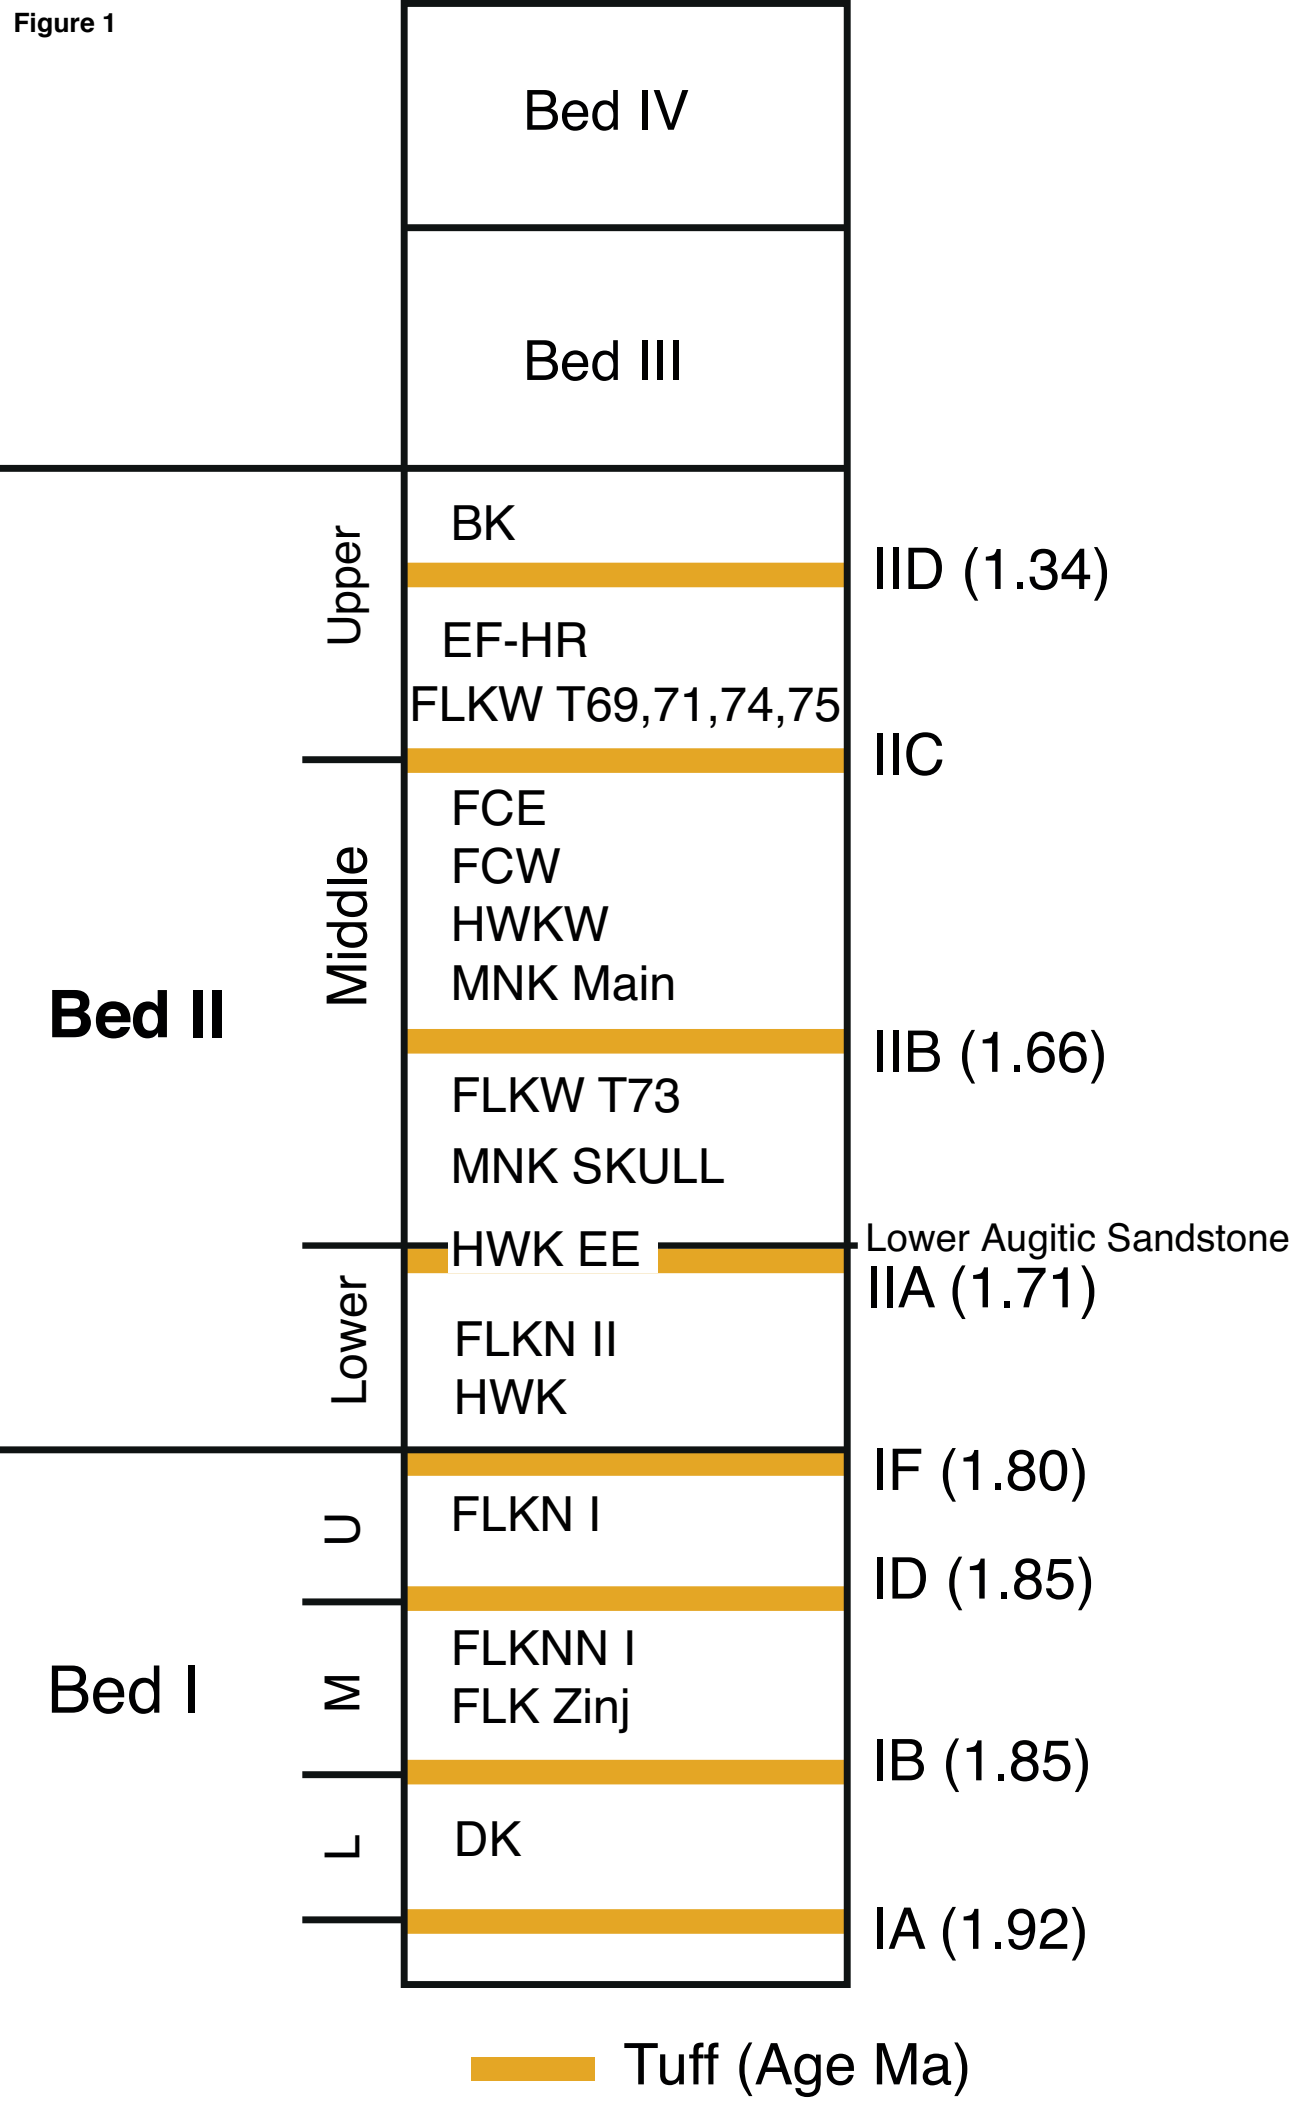 Figure 1
Bed IV
Bed III
Bed II
Upper
BK
IID (1.34)
EF-HR
FLKW T69,71,74,75
IIC
Middle
FCE
FCW
HWKW
MNK Main
IIB (1.66)
FLKW T73
MNK SKULL
HWK EE
Lower Augitic Sandstone
IIA (1.71)
Lower
FLKN II
HWK
IF (1.80)
Bed I
U
FLKN I
ID (1.85)
M
FLKNN I
FLK Zinj
IB (1.85)
L
DK
IA (1.92)
Tuff (Age Ma)